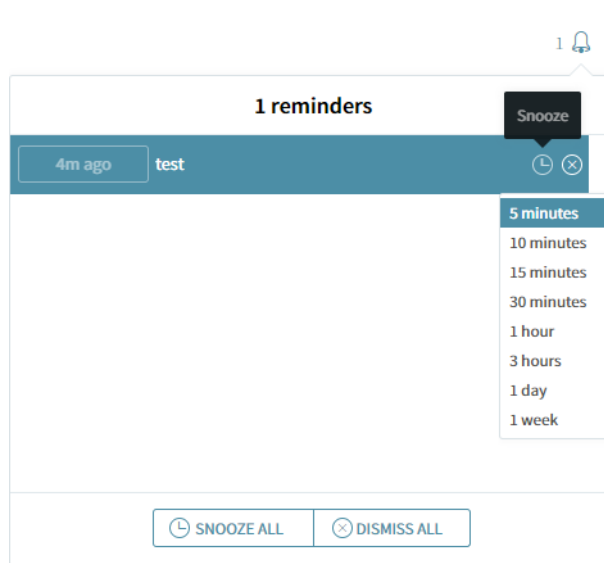 1
1 reminders
Snooze
4m ago test
5 minutes
10 minutes
15 minutes
30 minutes
1 hour
3 hours
1 day
1 week
SNOOZE ALL DISMISS ALL